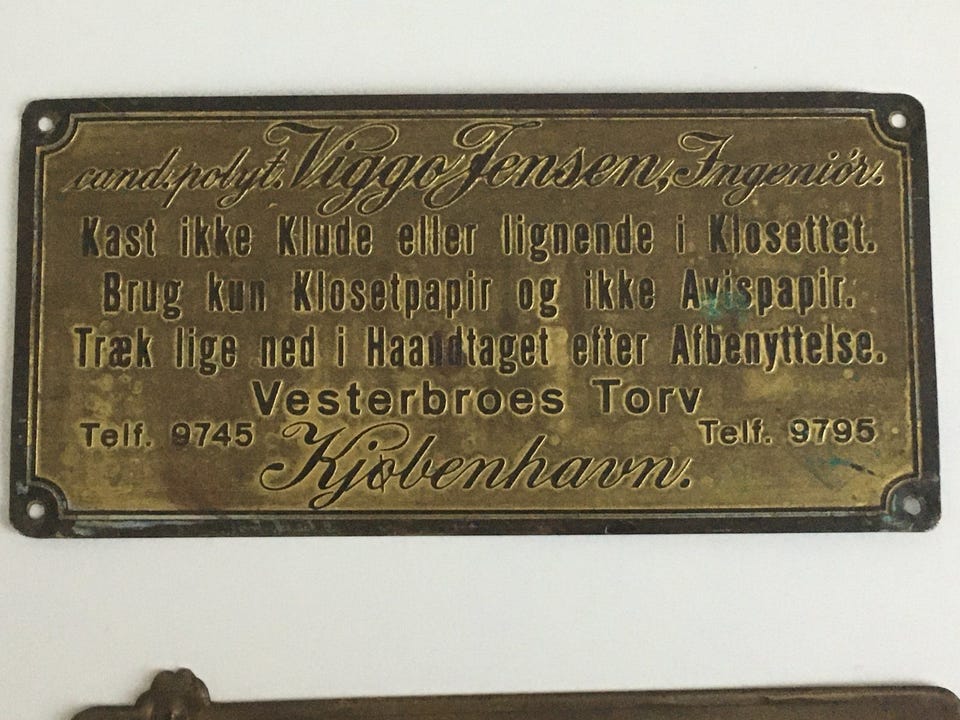 cand. polyt. Viggo Jensen, Ingeniör.
Kast ikke Klude eller lignende i Klosettet.
Brug kun Klosetpapir og ikke Avispapir.
Træk lige ned i Haandtaget efter Afbenyttelse.
Vesterbroes Torv
Telf. 9745 Telf. 9795
Kjøbenhavn.